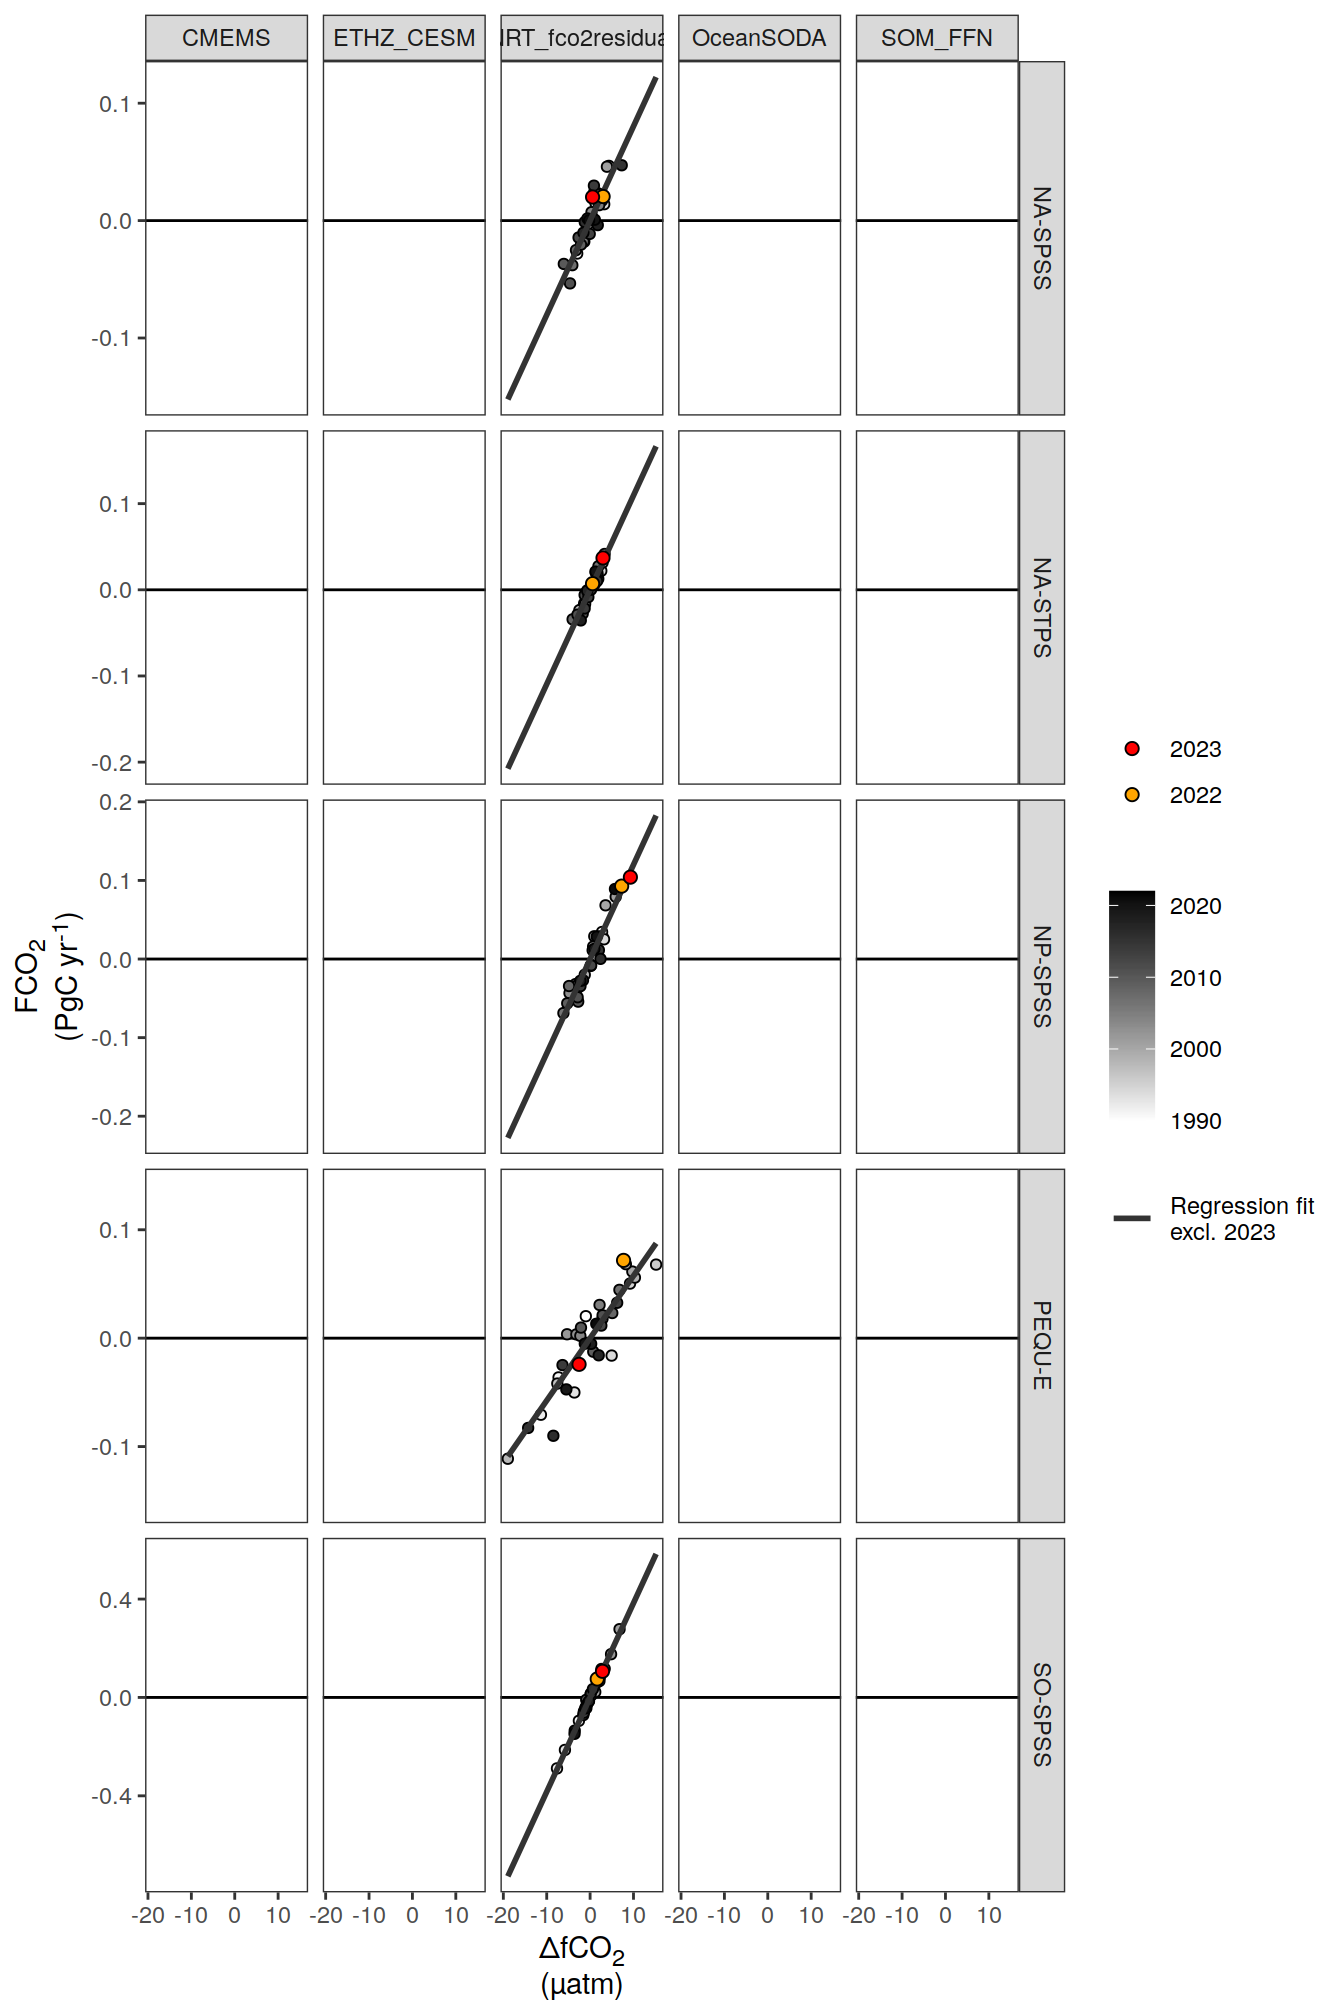 CMEMS ETHZ_CESM NRT_fco2residua OceanSODA SOM_FFN
0.1
0.0
-0.1
NA-SPSS
0.1
0.0
-0.1
-0.2
NA-STPS
0.2
0.1
0.0
-0.1
-0.2
NP-SPSS
0.1
0.0
-0.1
PEQU-E
0.4
0.0
-0.4
SO-SPSS
-20 -10 0 10 -20 -10 0 10 -20 -10 0 10 -20 -10 0 10 -20 -10 0 10
ΔfCO₂
(µatm)
FCO₂
(PgC yr⁻¹)
2023
2022
2020
2010
2000
1990
Regression fit
excl. 2023